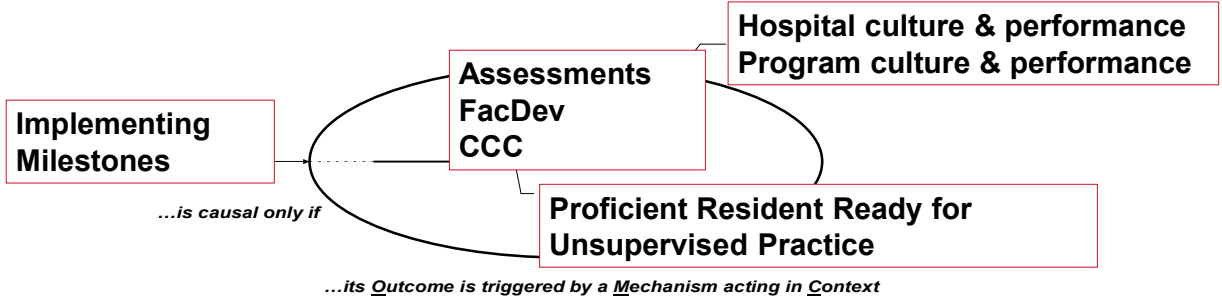 Hospital culture & performance
Program culture & performance
Assessments
FacDev
CCC
Implementing
Milestones
…is causal only if
Proficient Resident Ready for
Unsupervised Practice
…its Outcome is triggered by a Mechanism acting in Context